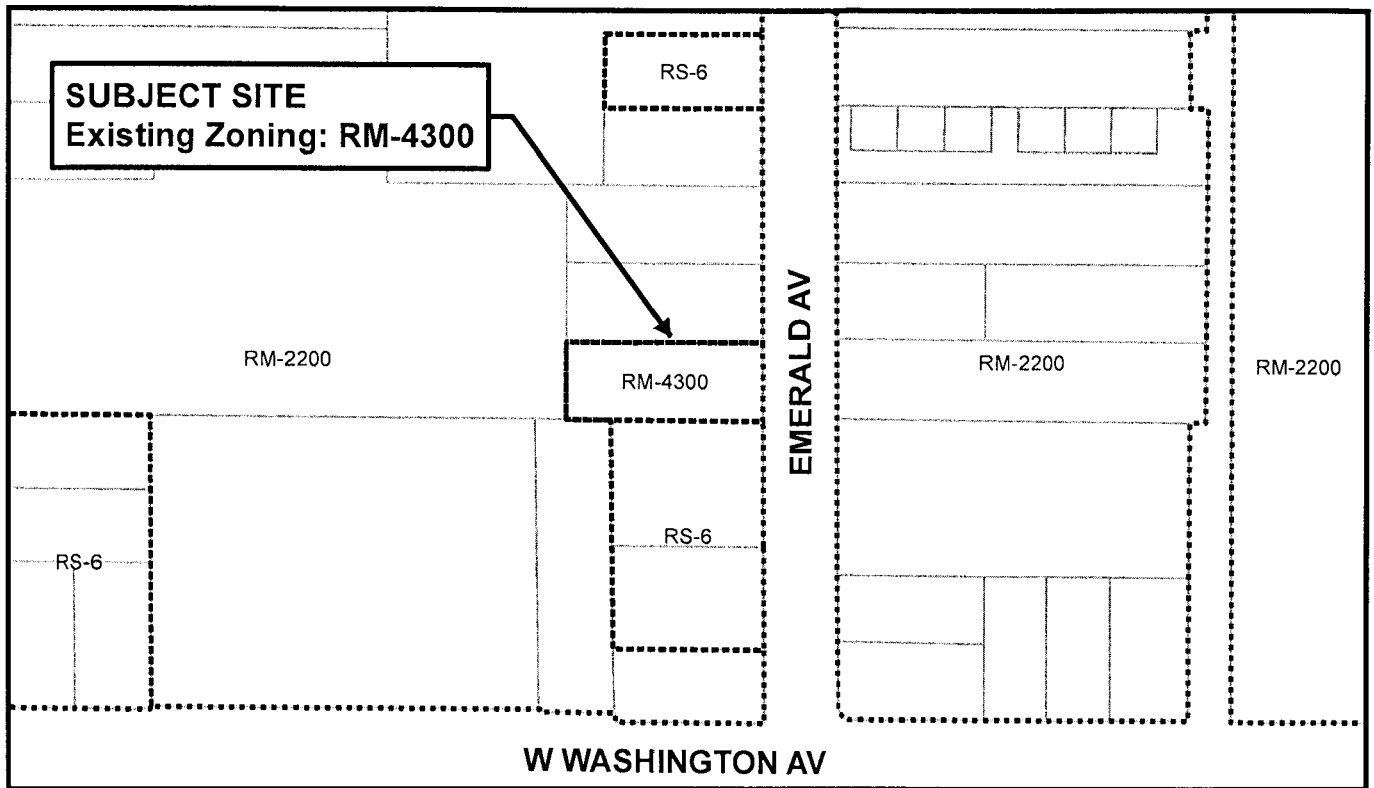 RS-6
SUBJECT SITE
Existing Zoning: RM-4300
RM-2200
RM-4300
EMERALD AV
RM-2200
RM-2200
RS-6
RS-6
W WASHINGTON AV